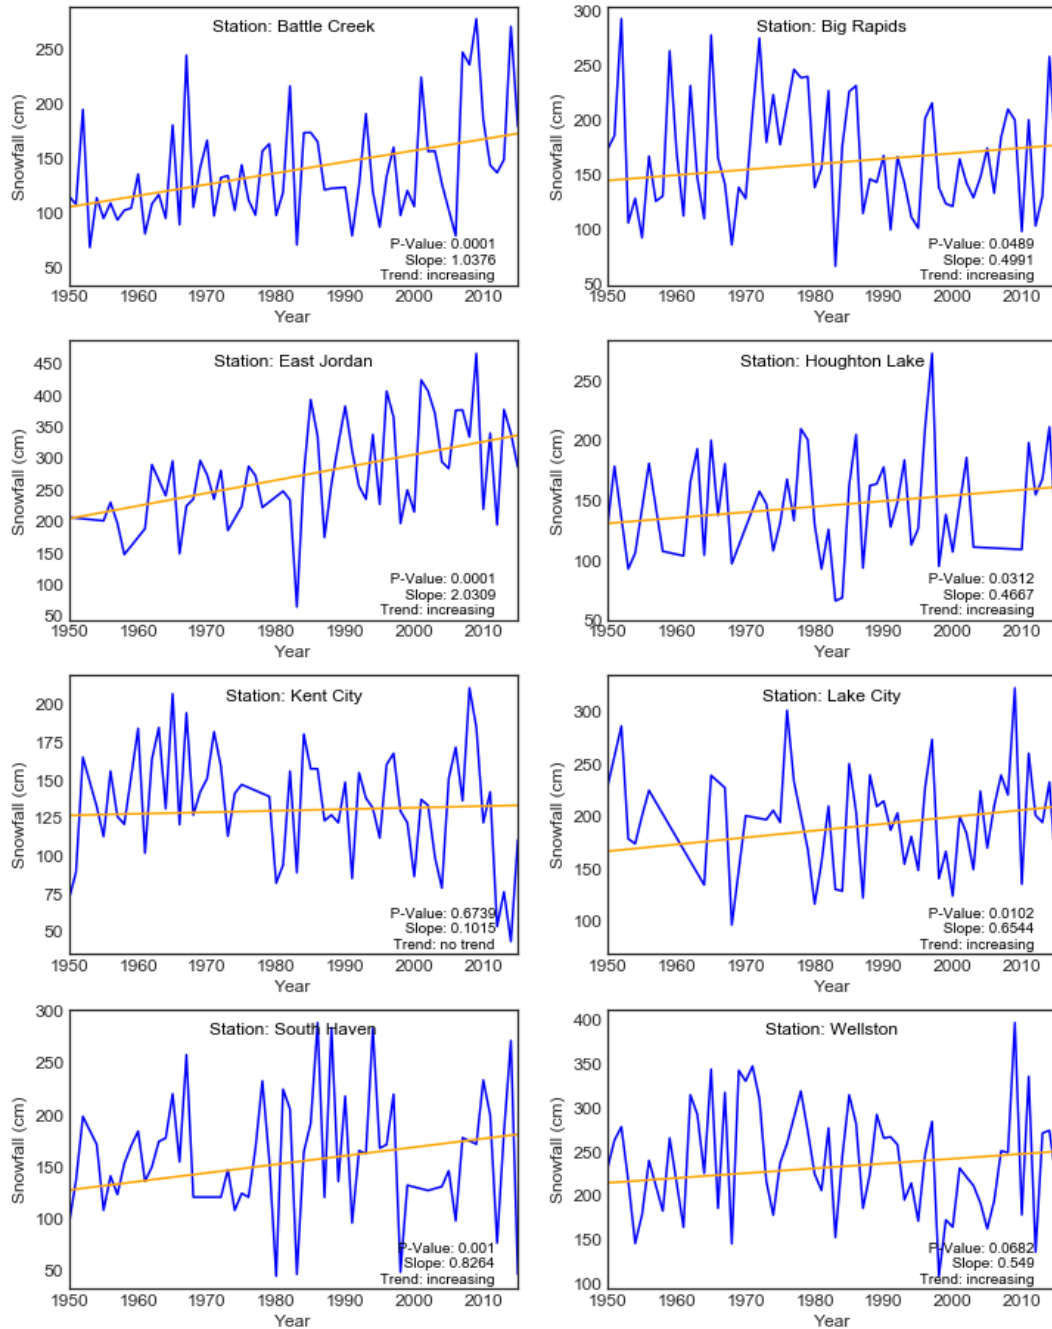 Station: Battle Creek
Snowfall (cm)
250
200
150
100
50
P-Value: 0.0001
Slope: 1.0376
Trend: increasing
1950 1960 1970 1980 1990 2000 2010
Year
Station: Big Rapids
Snowfall (cm)
300
250
200
150
100
50
P-Value: 0.0489
Slope: 0.4991
Trend: increasing
1950 1960 1970 1980 1990 2000 2010
Year
Station: East Jordan
Snowfall (cm)
450
400
350
300
250
200
150
100
50
P-Value: 0.0001
Slope: 2.0309
Trend: increasing
1950 1960 1970 1980 1990 2000 2010
Year
Station: Houghton Lake
Snowfall (cm)
250
200
150
100
50
P-Value: 0.0312
Slope: 0.4667
Trend: increasing
1950 1960 1970 1980 1990 2000 2010
Year
Station: Kent City
Snowfall (cm)
200
175
150
125
100
75
50
P-Value: 0.6739
Slope: 0.1015
Trend: no trend
1950 1960 1970 1980 1990 2000 2010
Year
Station: Lake City
Snowfall (cm)
300
250
200
150
100
P-Value: 0.0102
Slope: 0.6544
Trend: increasing
1950 1960 1970 1980 1990 2000 2010
Year
Station: South Haven
Snowfall (cm)
300
250
200
150
100
50
P-Value: 0.001
Slope: 0.8264
Trend: increasing
1950 1960 1970 1980 1990 2000 2010
Year
Station: Wellston
Snowfall (cm)
400
350
300
250
200
150
100
P-Value: 0.0682
Slope: 0.549
Trend: increasing
1950 1960 1970 1980 1990 2000 2010
Year